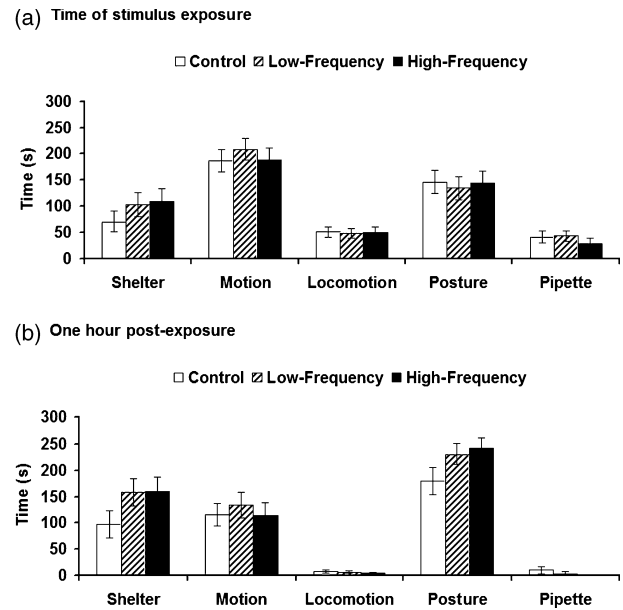 (a) Time of stimulus exposure
Control Low-Frequency High-Frequency
300
250
200
150
100
50
0
Time (s)
Shelter Motion Locomotion Posture Pipette
(b) One hour post-exposure
Control Low-Frequency High-Frequency
300
250
200
150
100
50
0
Time (s)
Shelter Motion Locomotion Posture Pipette